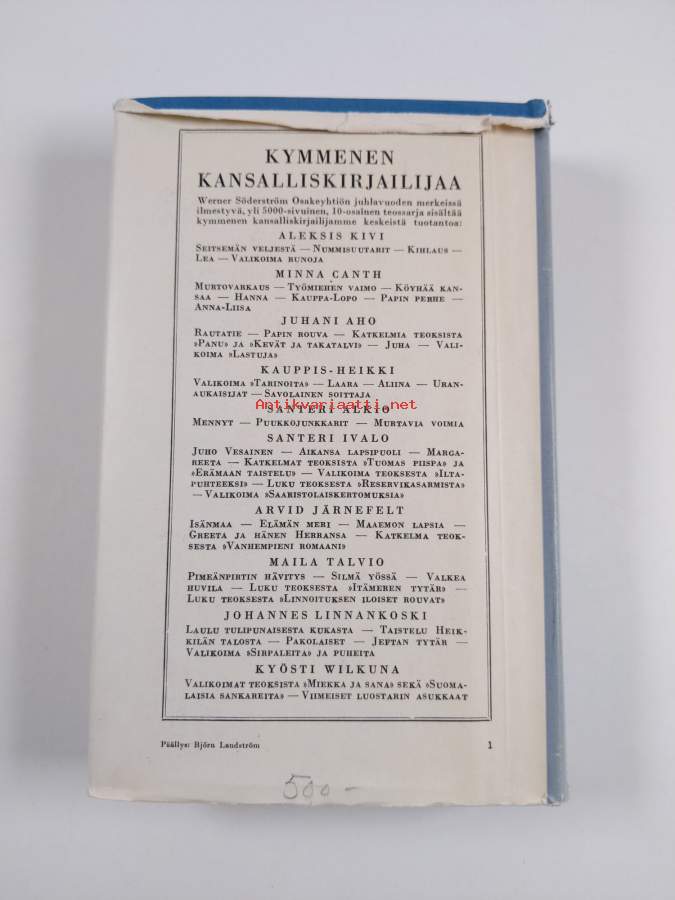 KYMMENEN
KANSALLISKIRJAILIJAA
Werner Söderström Osakeyhtiön juhlavuoden merkeissä
ilmestyvä, yli 5000-sivuinen, 10-osainen teossarja sisältää
kymmenen kansalliskirjailijamme keskeistä tuotantoa:
ALEKSIS KIVI
Seitsemän veljestä — Nummisuutarit — Kihlaus —
Lea — Valikoima runoja
MINNA CANTH
Murtovarkaus — Työmiehen vaimo — Köyhää kan-
saa — Hanna — Kauppa-Lopo — Papin perhe —
Anna-Liisa
JUHANI AHO
Rautatie — Papin rouva — Katkelmia teoksista
»Panu» ja »Kevät ja takatalvi» — Juha — Vali-
koima »Lastuja»
KAUPPIS-HEIKKI
Valikoima »Tarinoita» — Laara — Aliina — Uran-
aukaisijat — Savolainen soittaja
Antikvariaatti.net
SANTERI ALKIO
Mennyt — Puukkojunkkarit — Murtavia voimia
SANTERI IVALO
Juho Vesainen — Aikansa lapsipuoli — Marga-
reeta — Katkelmat teoksista »Tuomas piispa» ja
»Erämaan taistelu» — Valikoima teoksesta »Ilta-
puhteeksi» — Luku teoksesta »Reservikasarmista»
— Valikoima »Saaristolaiskertomuksia»
ARVID JÄRNEFELT
Isänmaa — Elämän meri — Maaemon lapsia —
Greeta ja hänen Herransa — Katkelma teok-
sesta »Vanhempieni romaani»
MAILA TALVIO
Pimeänpirtin hävitys — Silmä yössä — Valkea
huvila — Luku teoksesta »Itämeren tytär» —
Luku teoksesta »Linnoituksen iloiset rouvat»
JOHANNES LINNANKOSKI
Laulu tulipunaisesta kukasta — Taistelu Heik-
kilän talosta — Pakolaiset — Jeftan tytär —
Valikoima »Sirpaleita» ja puheita
KYÖSTI WILKUNA
Valikoimat teoksista »Miekka ja sana» sekä »Suoma-
laisia sankareita» — Viimeiset luostarin asukkaat
Päällys: Björn Landström 1
500-